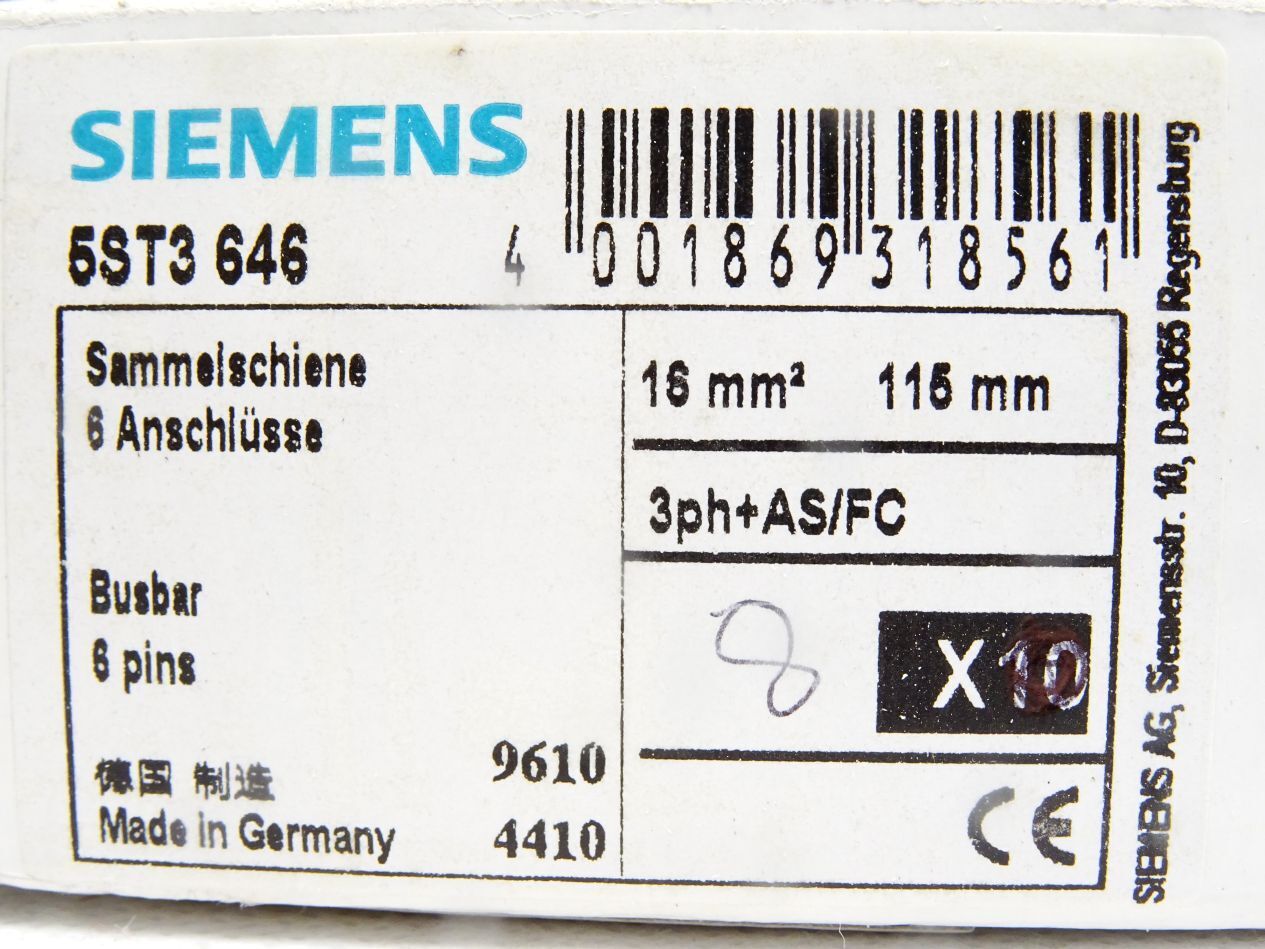 SIEMENS
5ST3 646
4 001869 318561
Sammelschiene
6 Anschlüsse
16 mm² 115 mm
3ph+AS/FC
Busbar
6 pins
8
X 10
德国 制造
Made in Germany
9610
4410
CE
SIEMENS AG, Siemensstr. 10, D-93055 Regensburg